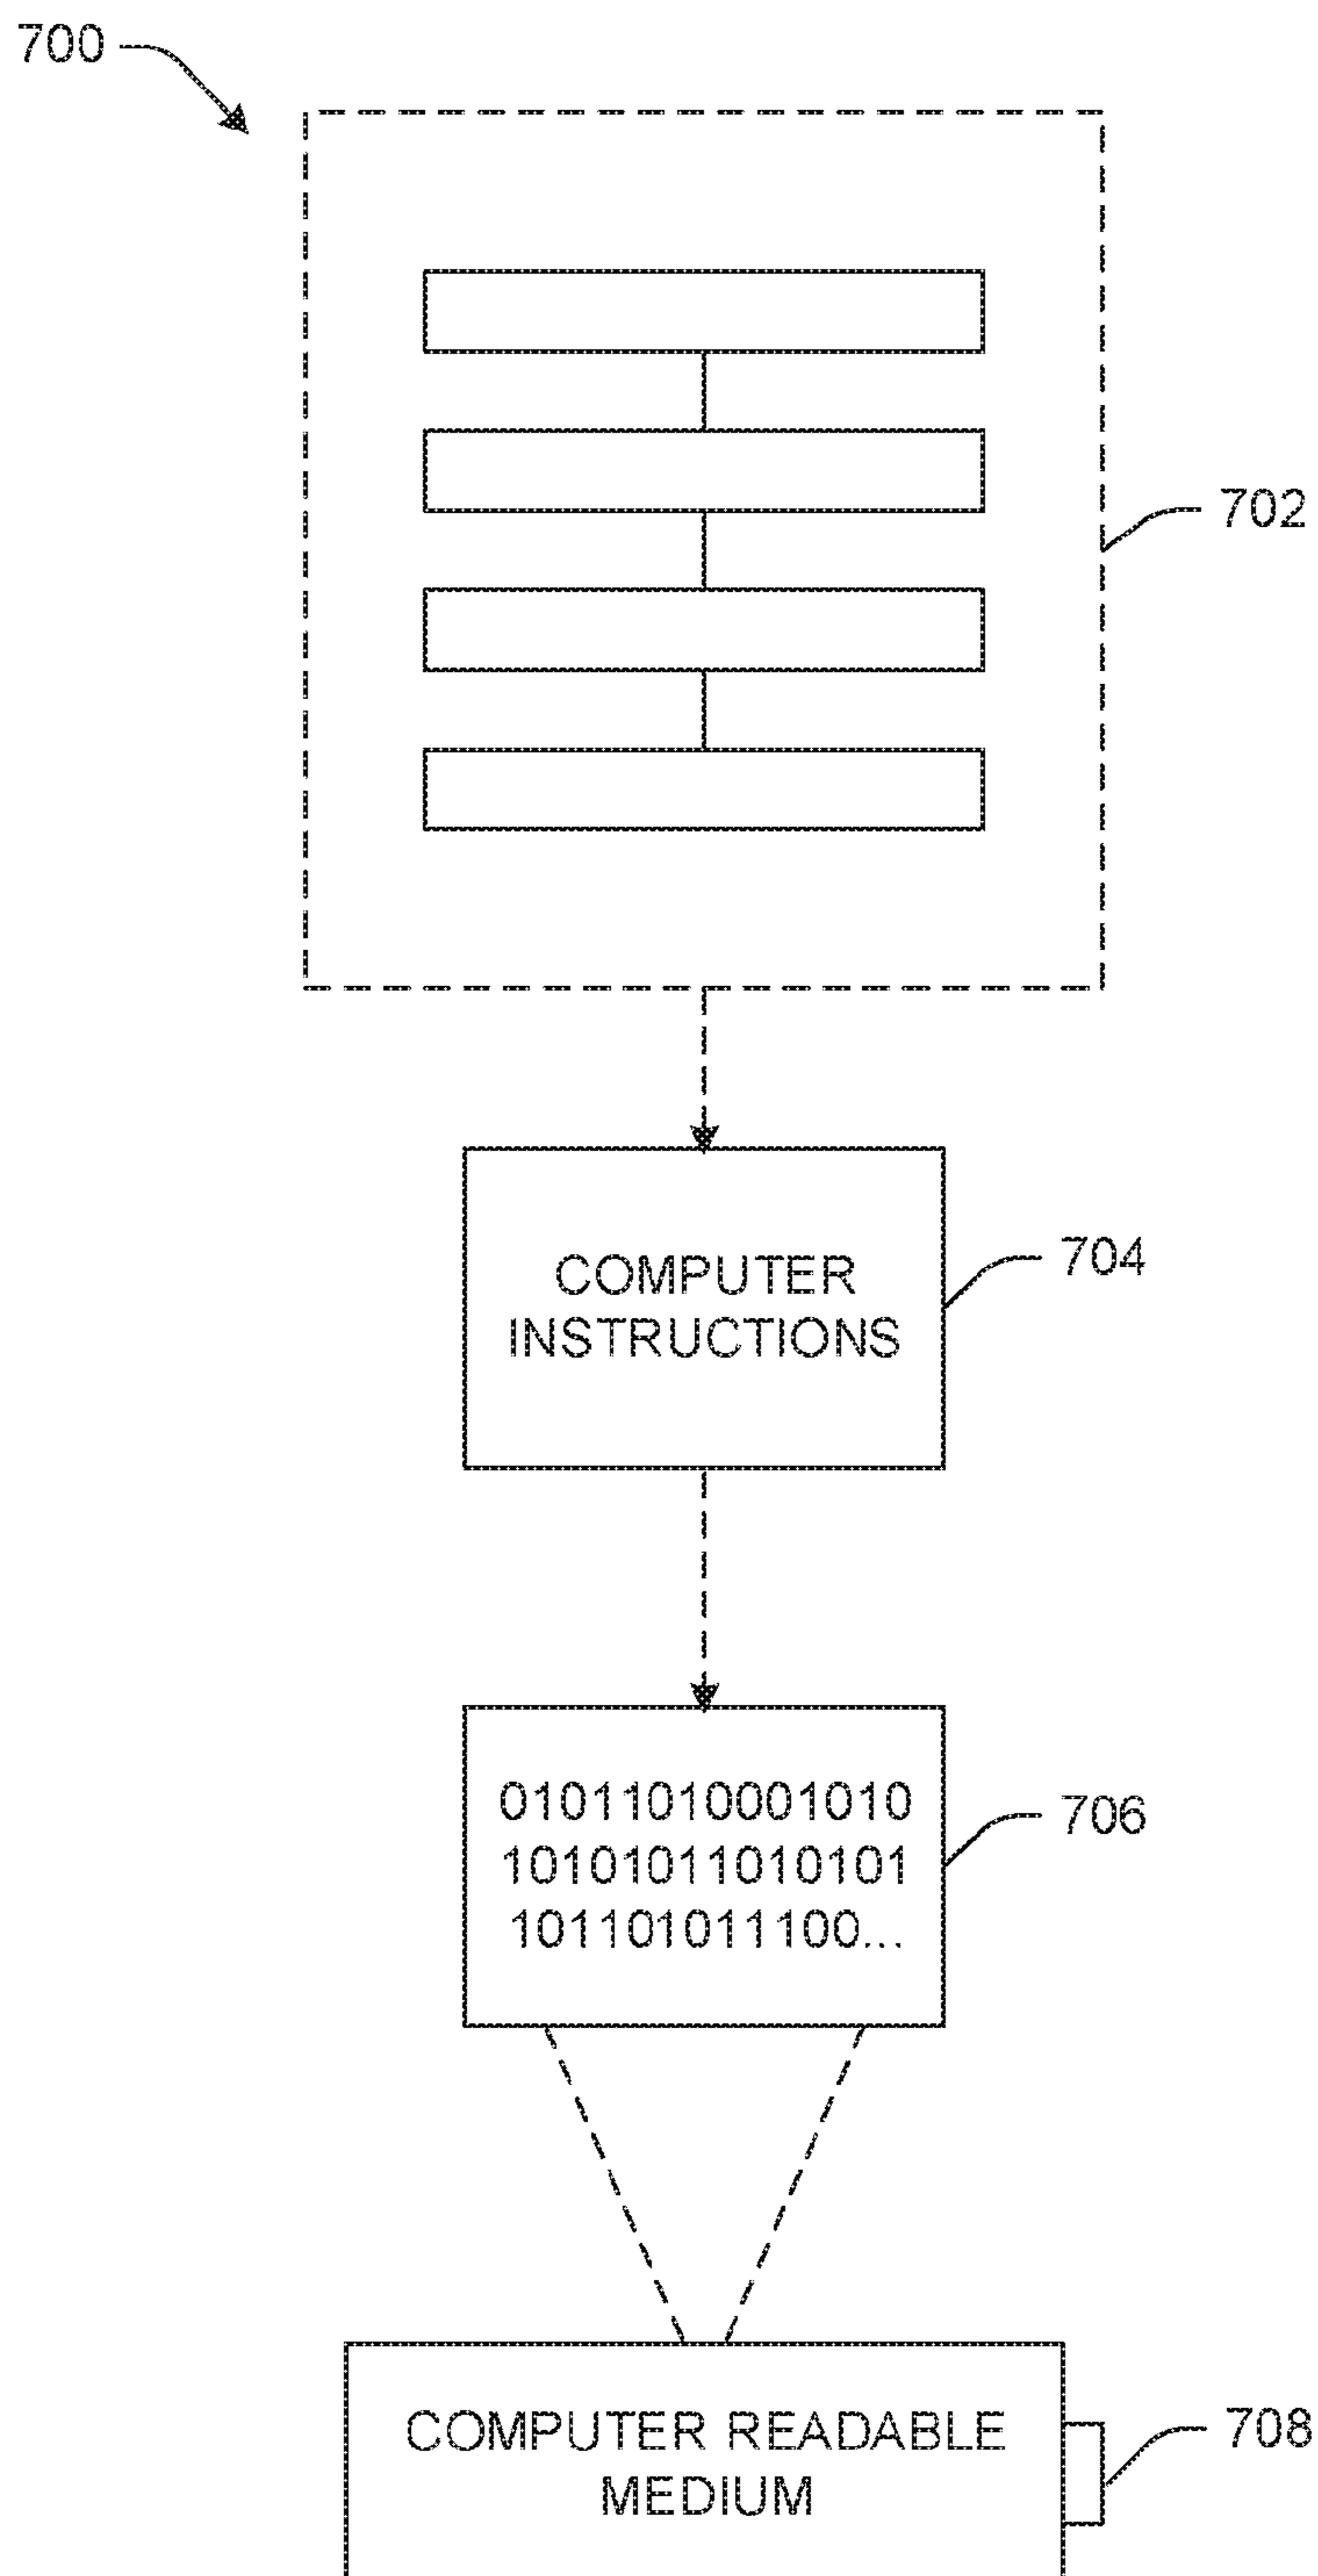 700
702
COMPUTER
INSTRUCTIONS
704
01011010001010
10101011010101
101101011100...
706
COMPUTER READABLE
MEDIUM
708